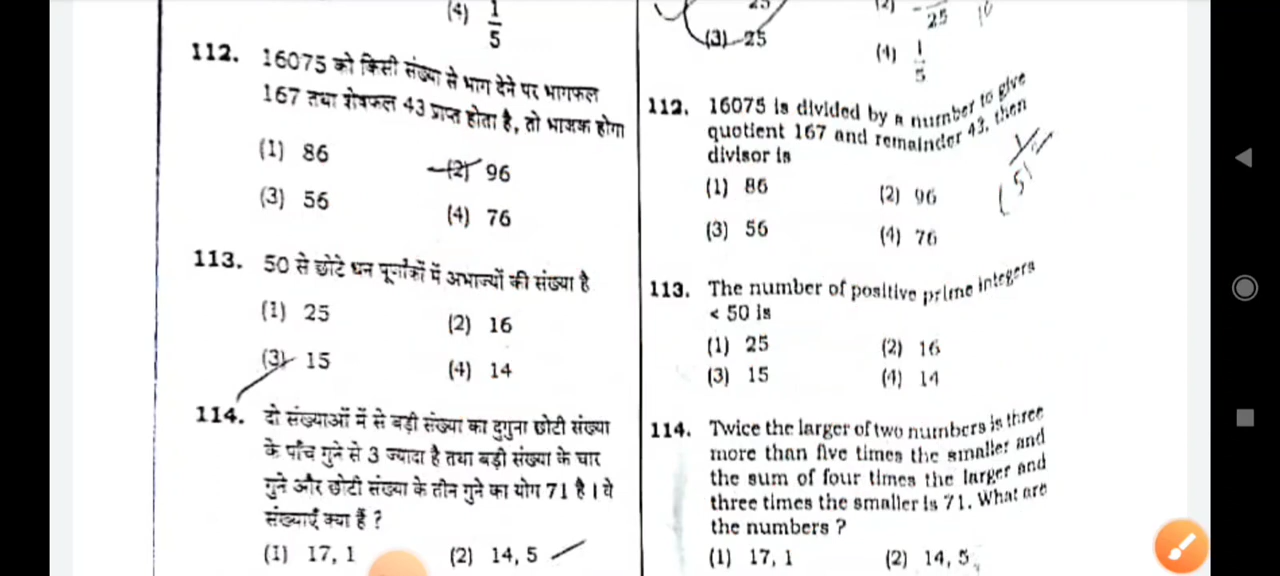 (4) 1/5
112. 16075 को किसी संख्या से भाग देने पर भागफल
167 तथा शेषफल 43 प्राप्त होता है, तो भाजक होगा
(1) 86
(2) 96
(3) 56
(4) 76
113. 50 से छोटे धन पूर्णांकों में अभाज्यों की संख्या है
(1) 25
(2) 16
(3) 15
(4) 14
114. दो संख्याओं में से बड़ी संख्या का दुगुना छोटी संख्या
के पाँच गुने से 3 ज्यादा है तथा बड़ी संख्या के चार
गुने और छोटी संख्या के तीन गुने का योग 71 है । ये
संख्याएँ क्या हैं ?
(1) 17, 1
(2) 14, 5
25
(2) 25
(3) 25
(4) 1/5
112. 16075 is divided by a number to give
quotient 167 and remainder 43, then
divisor is
(1) 86
(2) 96
(3) 56
(4) 76
113. The number of positive prime integers
< 50 is
(1) 25
(2) 16
(3) 15
(4) 14
114. Twice the larger of two numbers is three
more than five times the smaller and
the sum of four times the larger and
three times the smaller is 71. What are
the numbers ?
(1) 17, 1
(2) 14, 5